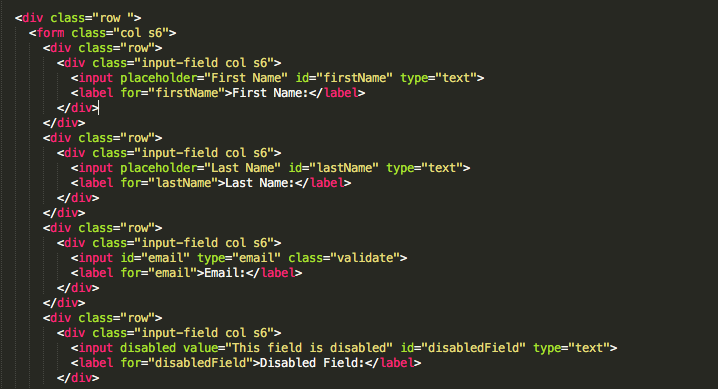 <div class="row ">
<form class="col s6">
<div class="row">
<div class="input-field col s6">
<input placeholder="First Name" id="firstName" type="text">
<label for="firstName">First Name:</label>
</div>
</div>
<div class="row">
<div class="input-field col s6">
<input placeholder="Last Name" id="lastName" type="text">
<label for="lastName">Last Name:</label>
</div>
</div>
<div class="row">
<div class="input-field col s6">
<input id="email" type="email" class="validate">
<label for="email">Email:</label>
</div>
</div>
<div class="row">
<div class="input-field col s6">
<input disabled value="This field is disabled" id="disabledField" type="text">
<label for="disabledField">Disabled Field:</label>
</div>